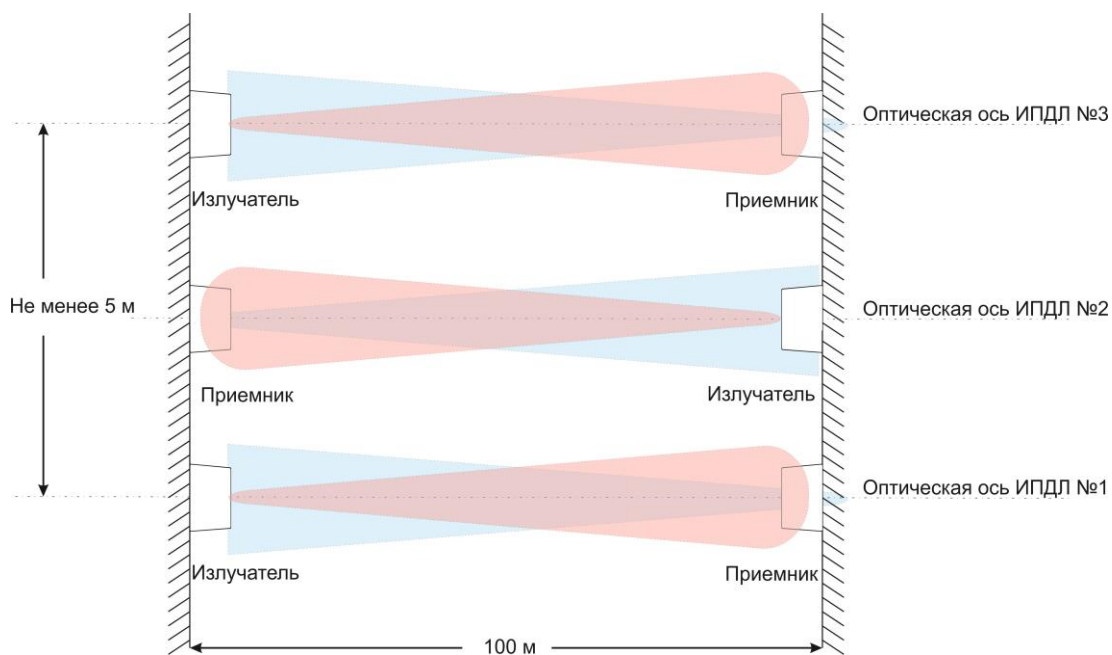 Оптическая ось ИПДЛ №3
Излучатель
Приемник
Не менее 5 м
Оптическая ось ИПДЛ №2
Приемник
Излучатель
Оптическая ось ИПДЛ №1
Излучатель
Приемник
100 м